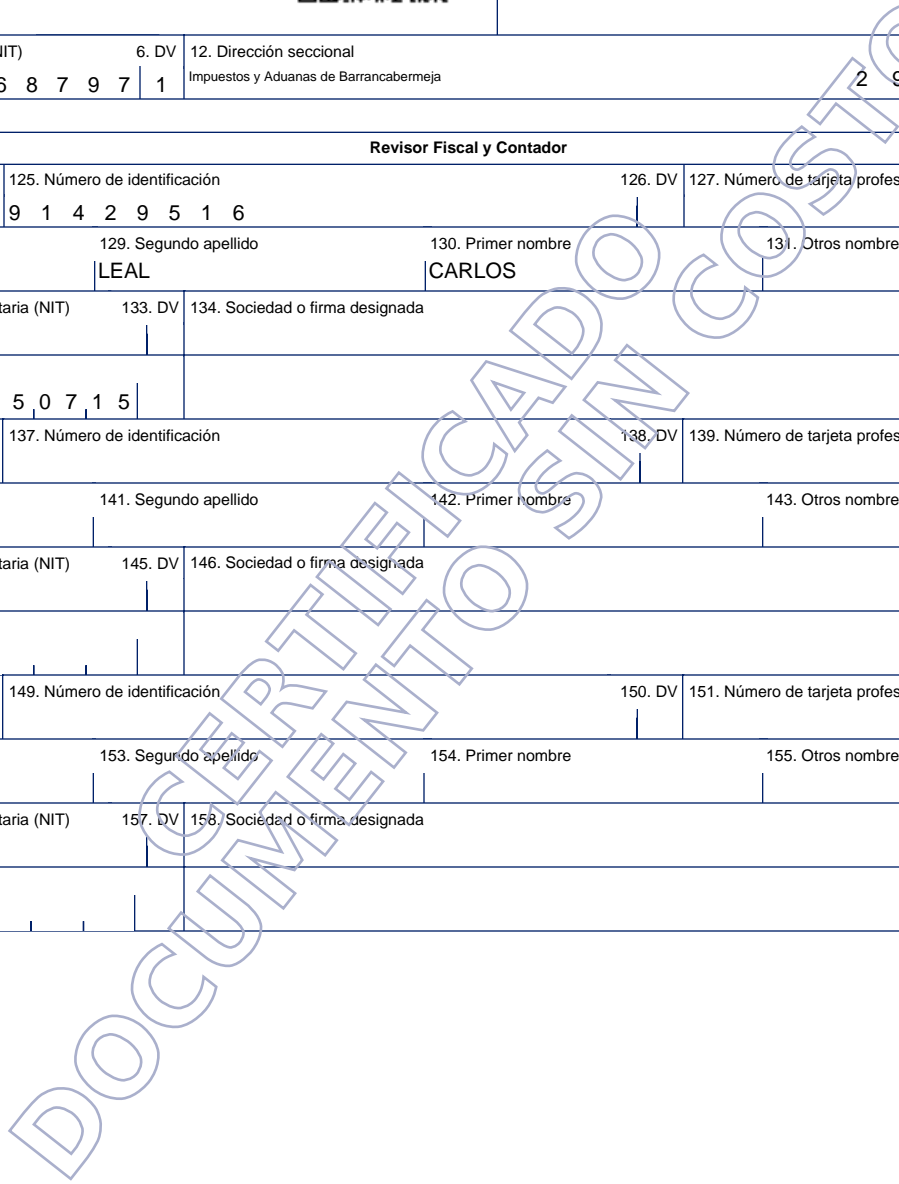 NIT) 6. DV 12. Dirección seccional
6 8 7 9 7 1 Impuestos y Aduanas de Barrancabermeja 2 9
Revisor Fiscal y Contador
125. Número de identificación 126. DV 127. Número de tarjeta profes
9 1 4 2 9 5 1 6
129. Segundo apellido 130. Primer nombre 131. Otros nombre
LEAL CARLOS
taria (NIT) 133. DV 134. Sociedad o firma designada
5 0 7 1 5
137. Número de identificación 138. DV 139. Número de tarjeta profes
141. Segundo apellido 142. Primer nombre 143. Otros nombre
taria (NIT) 145. DV 146. Sociedad o firma designada
149. Número de identificación 150. DV 151. Número de tarjeta profes
153. Segundo apellido 154. Primer nombre 155. Otros nombre
taria (NIT) 157. DV 158. Sociedad o firma designada
CERTIFICADO
DOCUMENTO SIN COSTO